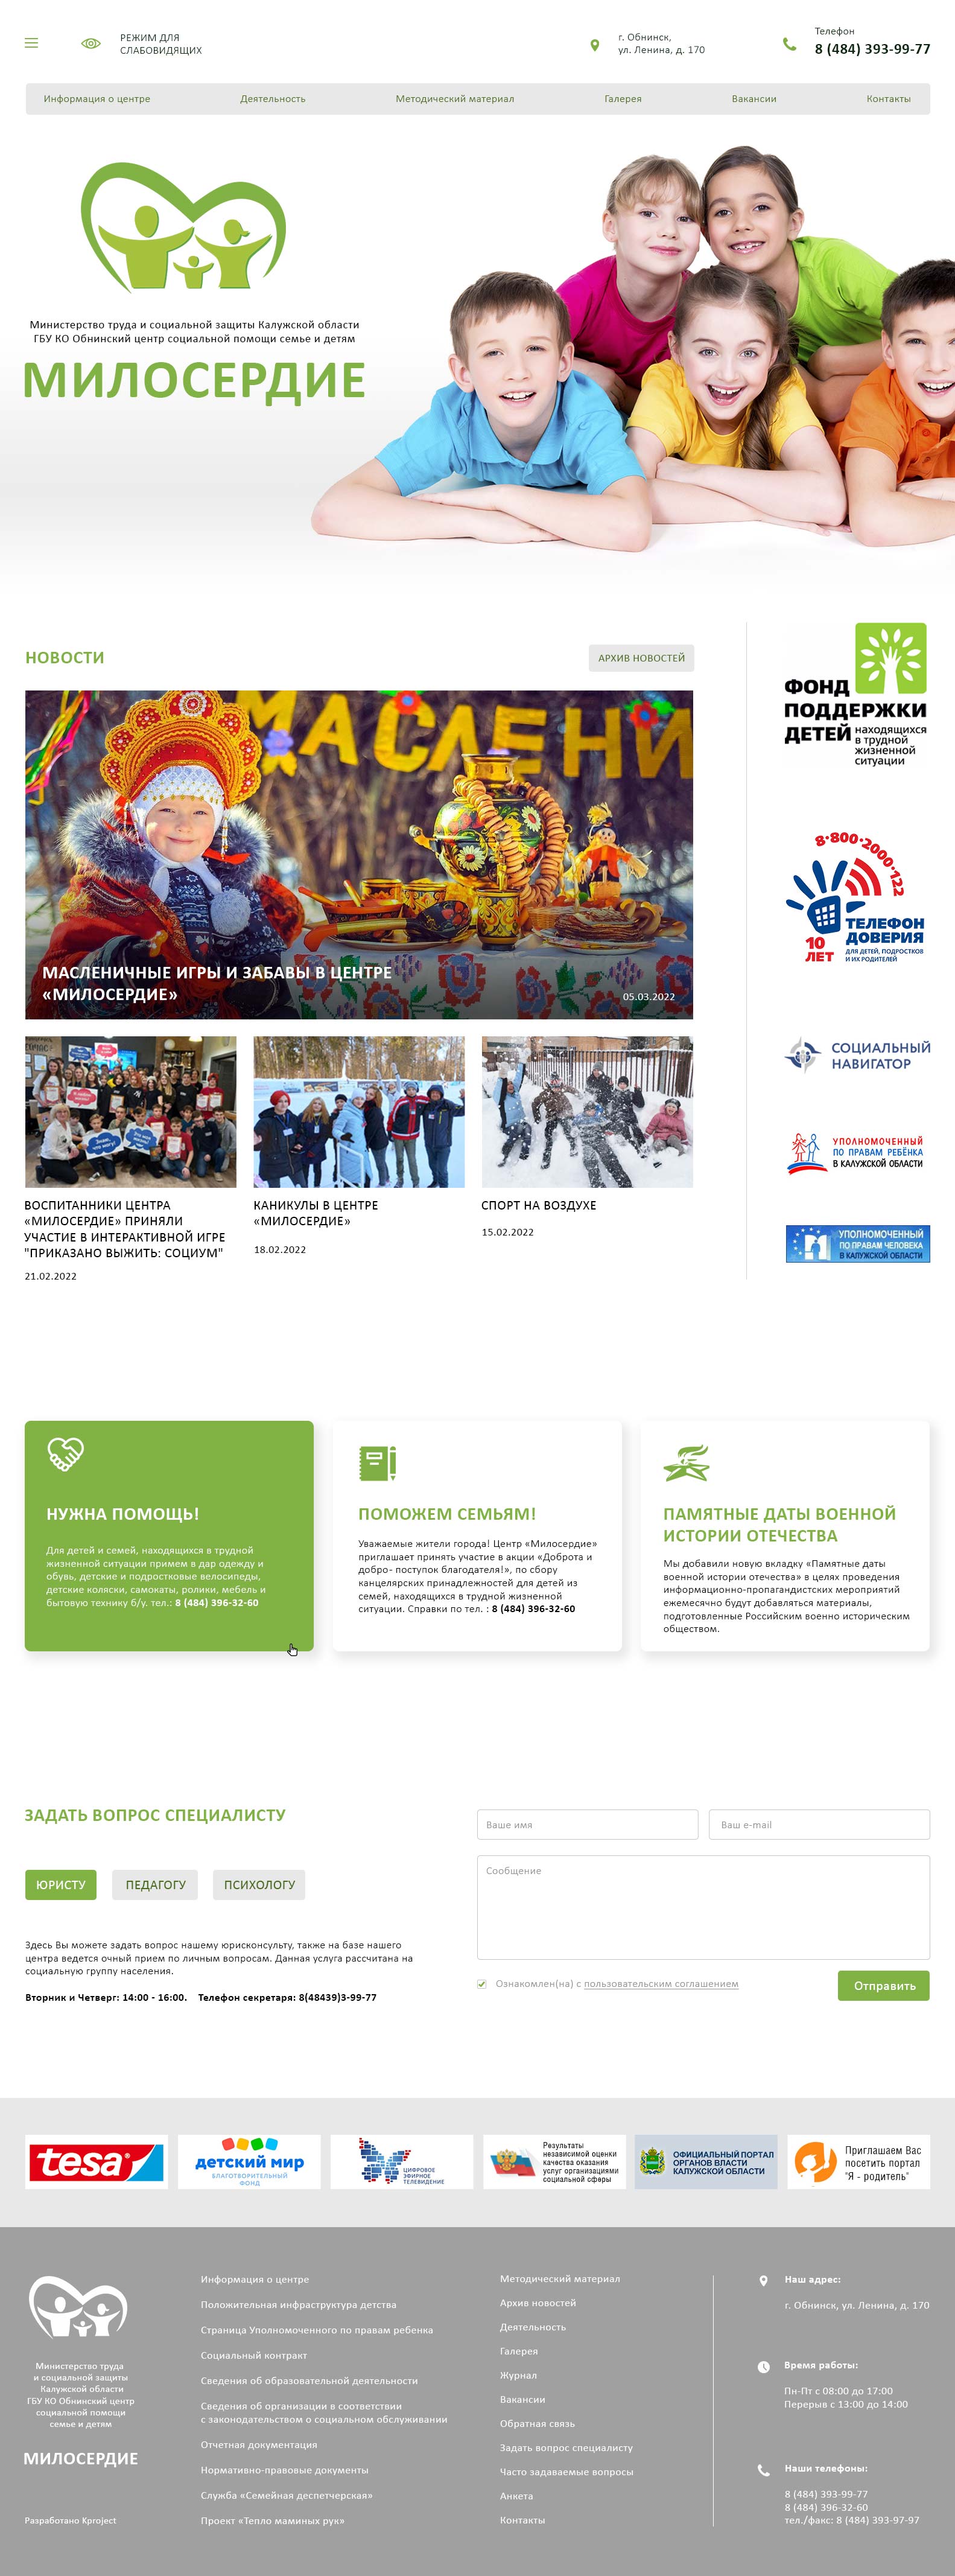 РЕЖИМ ДЛЯ
СЛАБОВИДЯЩИХ
г. Обнинск,
ул. Ленина, д. 170
Телефон
8 (484) 393-99-77
Информация о центре
Деятельность
Методический материал
Галерея
Вакансии
Контакты
Министерство труда и социальной защиты Калужской области
ГБУ КО Обнинский центр социальной помощи семье и детям
МИЛОСЕРДИЕ
НОВОСТИ
АРХИВ НОВОСТЕЙ
МАСЛЕНИ
МАСЛЕНИЧНЫЕ ИГРЫ И ЗАБАВЫ В ЦЕНТРЕ
«МИЛОСЕРДИЕ»
05.03.2022
ВОСПИТАННИКИ ЦЕНТРА
«МИЛОСЕРДИЕ» ПРИНЯЛИ
УЧАСТИЕ В ИНТЕРАКТИВНОЙ ИГРЕ
"ПРИКАЗАНО ВЫЖИТЬ: СОЦИУМ"
21.02.2022
КАНИКУЛЫ В ЦЕНТРЕ
«МИЛОСЕРДИЕ»
18.02.2022
СПОРТ НА ВОЗДУХЕ
15.02.2022
ФОНД
ПОДДЕРЖКИ
ДЕТЕЙ
находящихся
в трудной
жизненной
ситуации
8-800-2000-122
ТЕЛЕФОН
ДОВЕРИЯ
10
ЛЕТ
ДЛЯ ДЕТЕЙ, ПОДРОСТКОВ
И ИХ РОДИТЕЛЕЙ
СОЦИАЛЬНЫЙ
НАВИГАТОР
УПОЛНОМОЧЕННЫЙ
ПО ПРАВАМ РЕБЁНКА
В КАЛУЖСКОЙ ОБЛАСТИ
УПОЛНОМОЧЕННЫЙ
ПО ПРАВАМ ЧЕЛОВЕКА
В КАЛУЖСКОЙ ОБЛАСТИ
НУЖНА ПОМОЩЬ!
Для детей и семей, находящихся в трудной
жизненной ситуации примем в дар одежду и
обувь, детские и подростковые велосипеды,
детские коляски, самокаты, ролики, мебель и
бытовую технику б/у. тел.: 8 (484) 396-32-60
ПОМОЖЕМ СЕМЬЯМ!
Уважаемые жители города! Центр «Милосердие»
приглашает принять участие в акции «Доброта и
добро - поступок благодателя!», по сбору
канцелярских принадлежностей для детей из
семей, находящихся в трудной жизненной
ситуации. Справки по тел. : 8 (484) 396-32-60
ПАМЯТНЫЕ ДАТЫ ВОЕННОЙ
ИСТОРИИ ОТЕЧЕСТВА
Мы добавили новую вкладку «Памятные даты
военной истории отечества» в целях проведения
информационно-пропагандистских мероприятий
ежемесячно будут добавляться материалы,
подготовленные Российским военно историческим
обществом.
ЗАДАТЬ ВОПРОС СПЕЦИАЛИСТУ
ЮРИСТУ
ПЕДАГОГУ
ПСИХОЛОГУ
Здесь Вы можете задать вопрос нашему юрисконсульту, также на базе нашего
центра ведется очный прием по личным вопросам. Данная услуга рассчитана на
социальную группу населения.
Вторник и Четверг: 14:00 - 16:00. Телефон секретаря: 8(48439)3-99-77
Ваше имя
Ваш e-mail
Сообщение
Ознакомлен(на) с пользовательским соглашением
Отправить
tesa
детский мир
БЛАГОТВОРИТЕЛЬНЫЙ
ФОНД
ЦИФРОВОЕ
ЭФИРНОЕ
ТЕЛЕВИДЕНИЕ
Результаты
независимой оценки
качества оказания
услуг организациями
социальной сферы
ОФИЦИАЛЬНЫЙ ПОРТАЛ
ОРГАНОВ ВЛАСТИ
КАЛУЖСКОЙ ОБЛАСТИ
Приглашаем Вас
посетить портал
"Я - родитель"
Министерство труда
и социальной защиты
Калужской области
ГБУ КО Обнинский центр
социальной помощи
семье и детям
МИЛОСЕРДИЕ
Разработано Kproject
Информация о центре
Положительная инфраструктура детства
Страница Уполномоченного по правам ребенка
Социальный контракт
Сведения об образовательной деятельности
Сведения об организации в соответствии
с законодательством о социальном обслуживании
Отчетная документация
Нормативно-правовые документы
Служба «Семейная диспетчерская»
Проект «Тепло маминых рук»
Методический материал
Архив новостей
Деятельность
Галерея
Журнал
Вакансии
Обратная связь
Задать вопрос специалисту
Часто задаваемые вопросы
Анкета
Контакты
Наш адрес:
г. Обнинск, ул. Ленина, д. 170
Время работы:
Пн-Пт с 08:00 до 17:00
Перерыв с 13:00 до 14:00
Наши телефоны:
8 (484) 393-99-77
8 (484) 396-32-60
тел./факс: 8 (484) 393-97-97